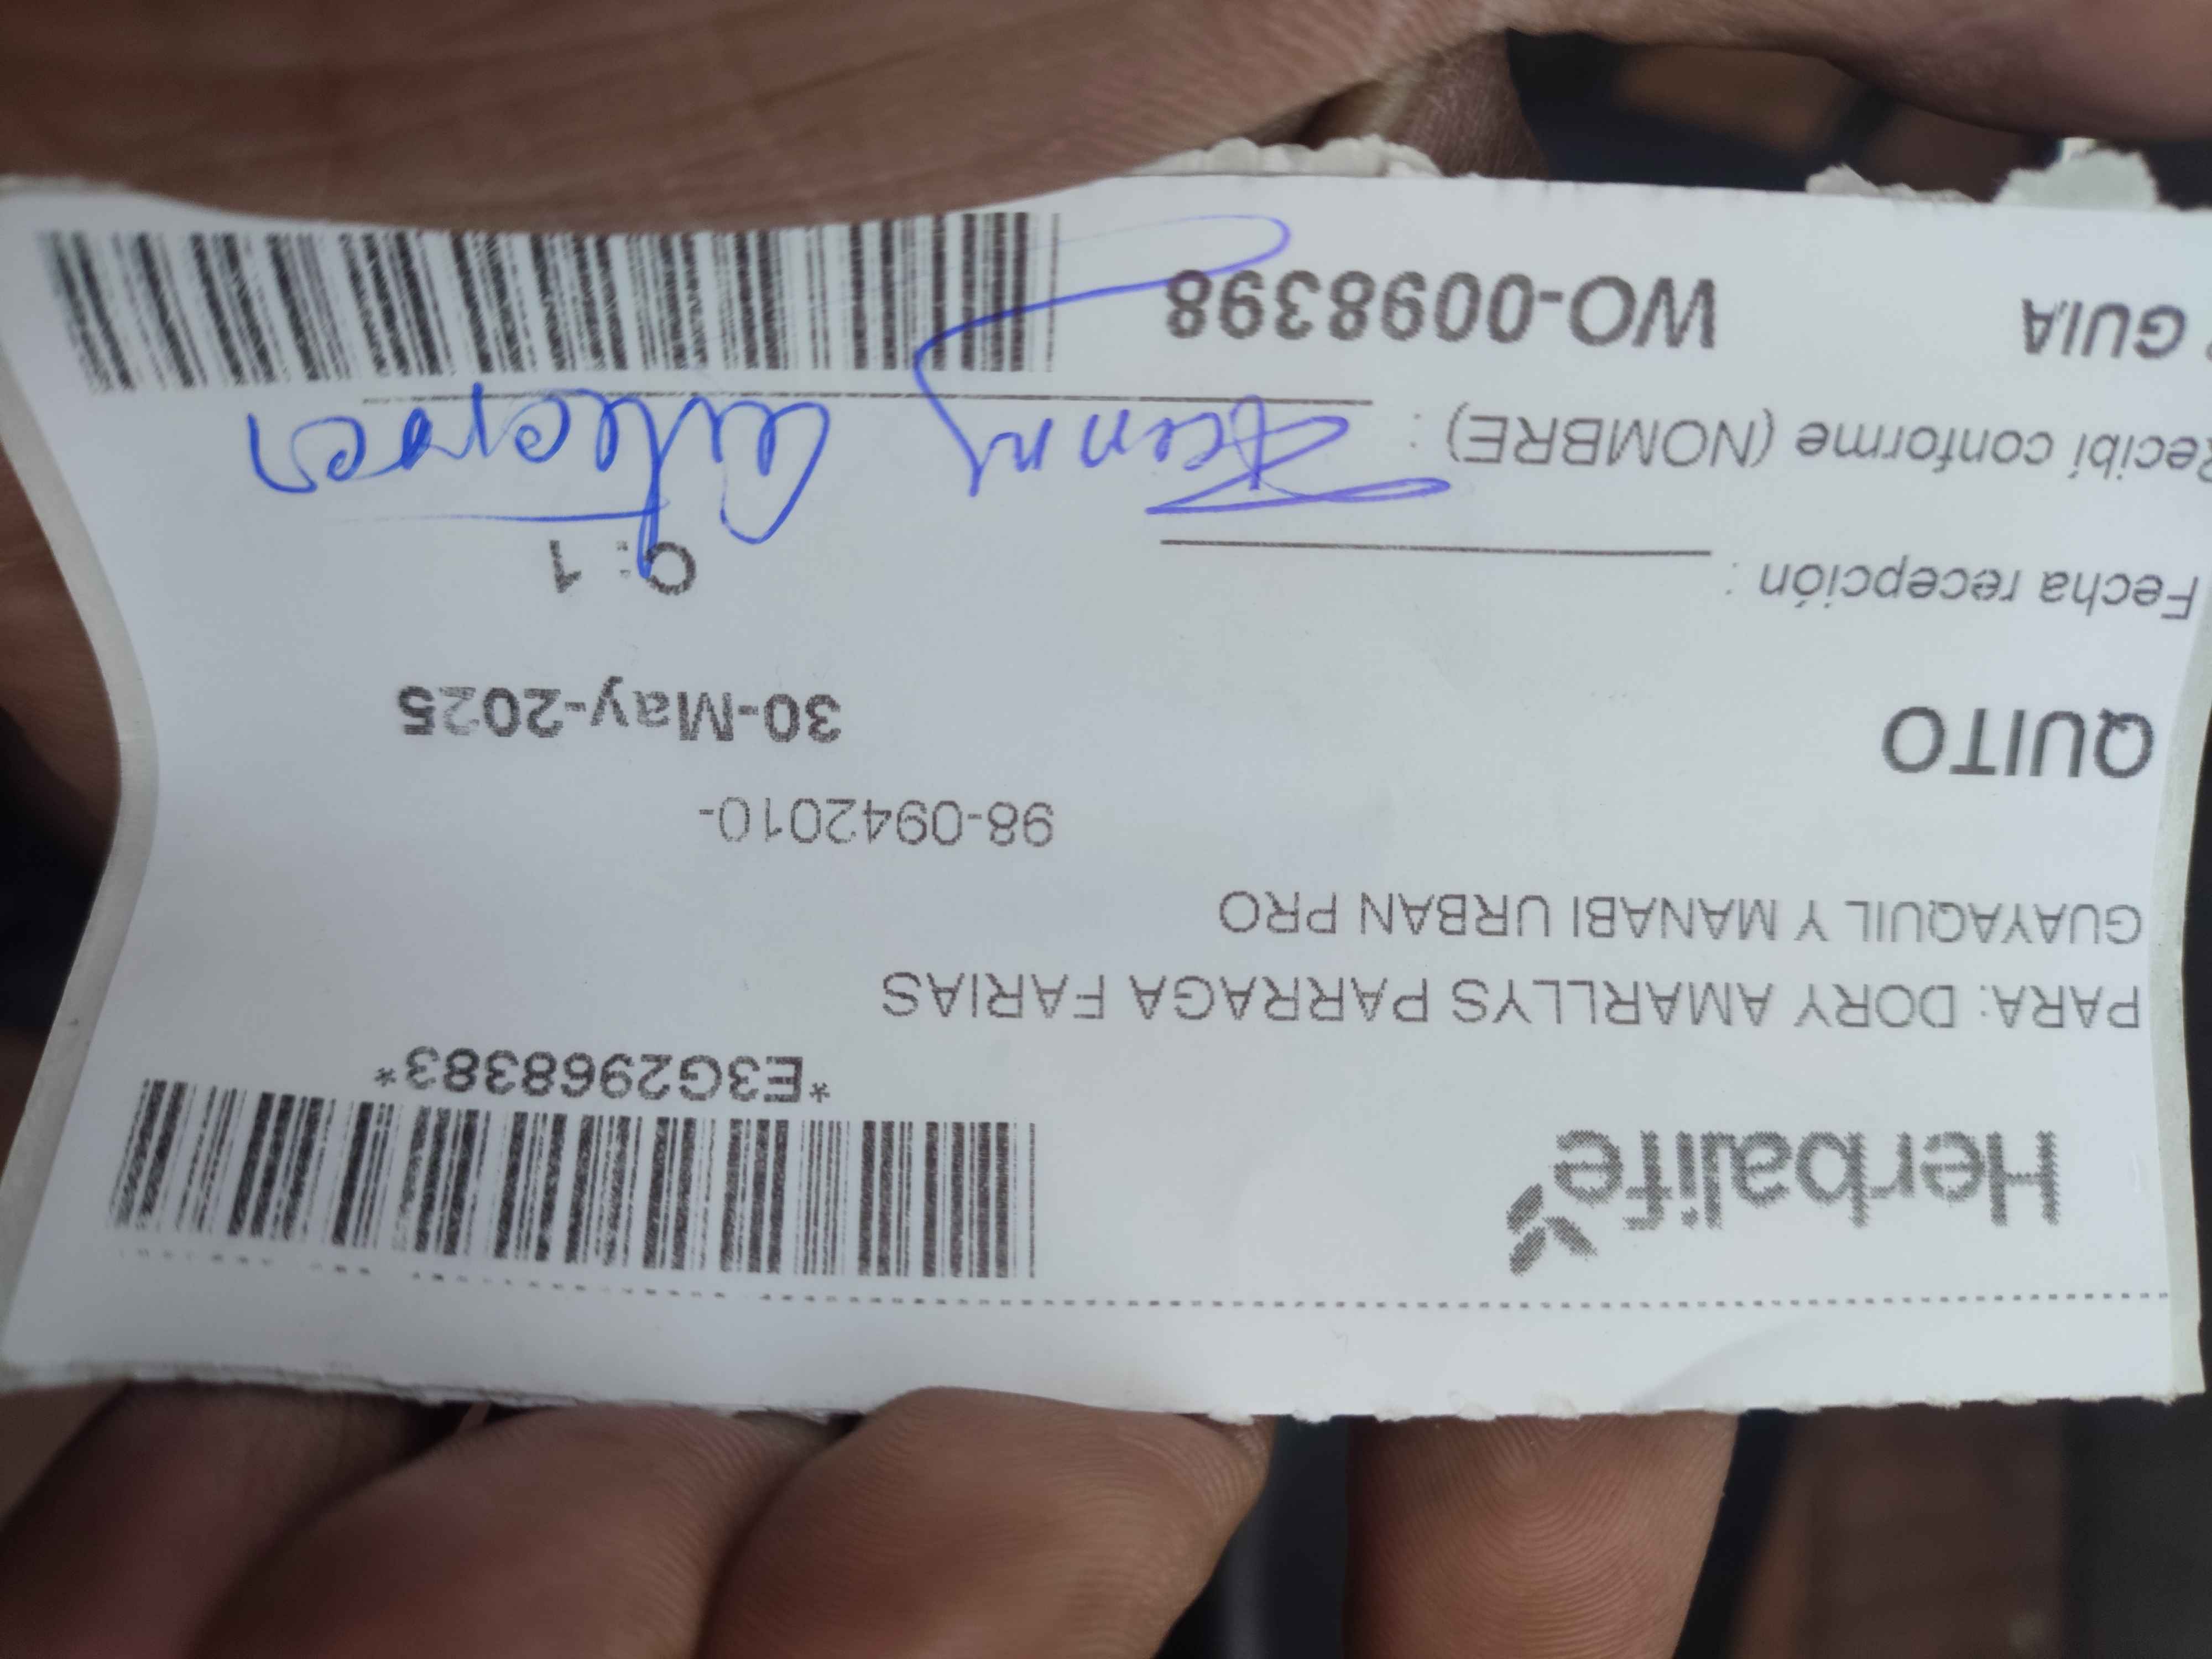 Herbalife
*E3G2968383*
PARA: DORY AMARLLYS PARRAGA FARIAS
GUAYAQUIL Y MANABI URBAN PRO
98-0942010-
QUITO
30-May-2025
Fecha recepción :
Q: 1
Recibí conforme (NOMBRE) :
GUIA
WO-0098398